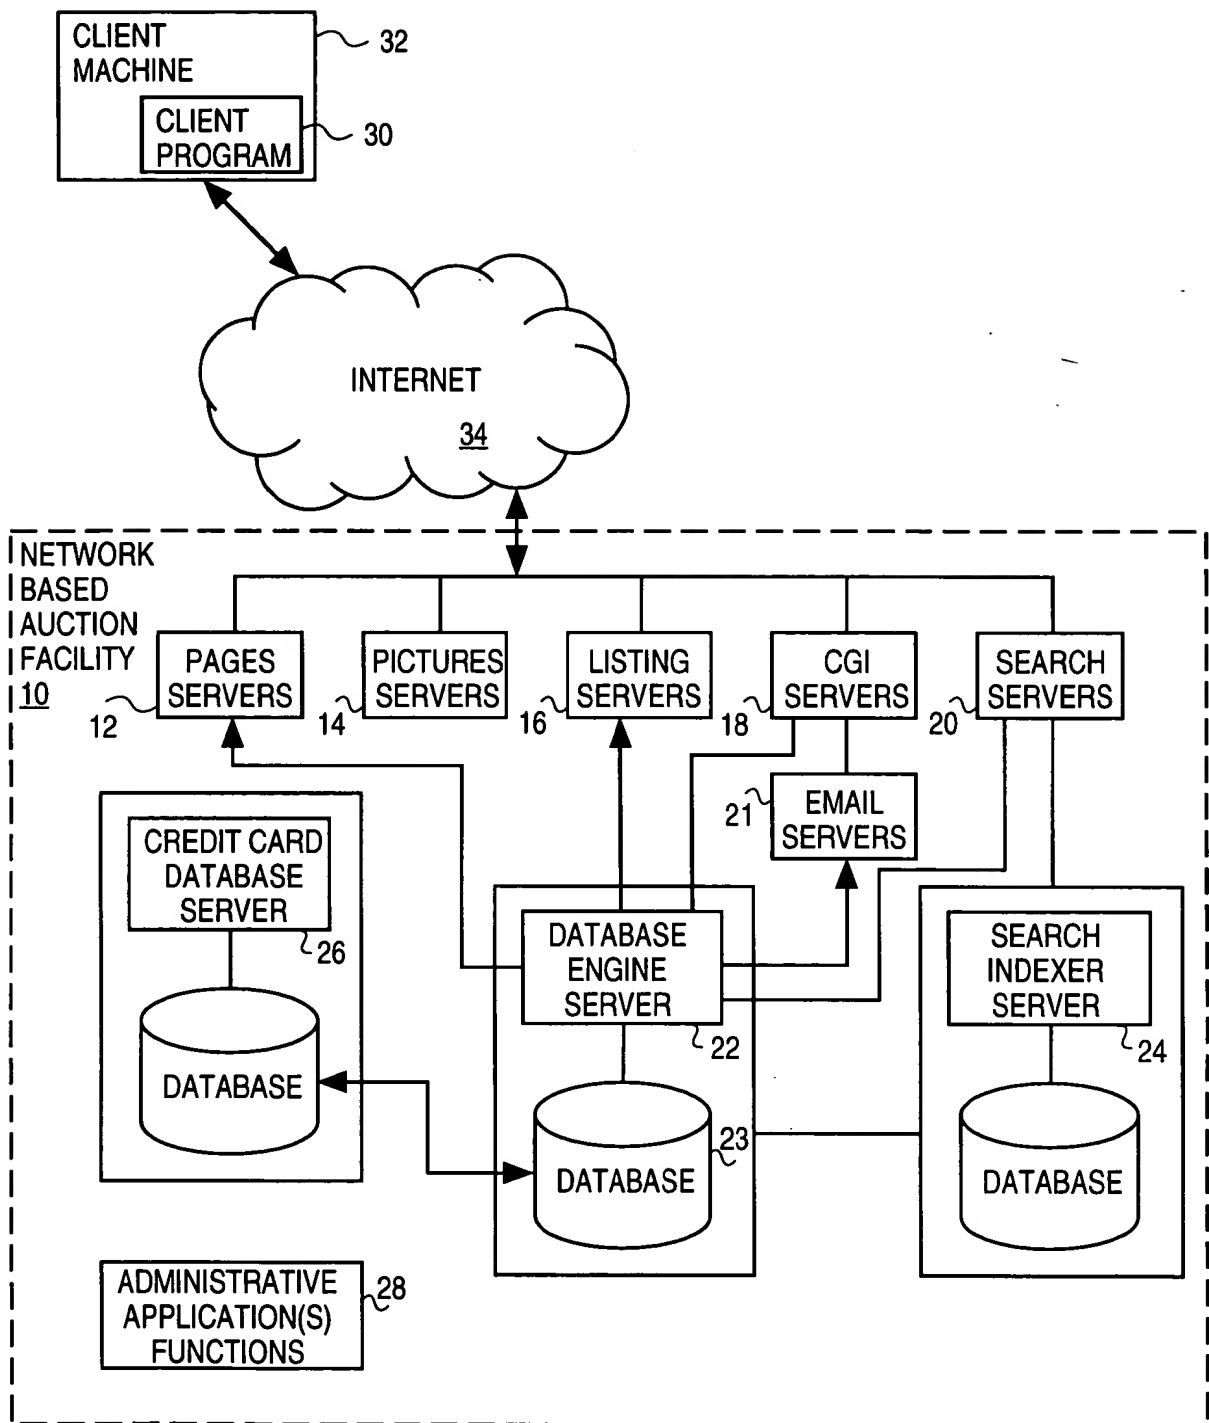 CLIENT
MACHINE
32
CLIENT
PROGRAM
30
INTERNET
34
NETWORK
BASED
AUCTION
FACILITY
10
PAGES
SERVERS
12
PICTURES
SERVERS
14
LISTING
SERVERS
16
CGI
SERVERS
18
SEARCH
SERVERS
20
EMAIL
SERVERS
21
CREDIT CARD
DATABASE
SERVER
26
DATABASE
DATABASE
ENGINE
SERVER
22
DATABASE
23
SEARCH
INDEXER
SERVER
24
DATABASE
ADMINISTRATIVE
APPLICATION(S)
FUNCTIONS
28